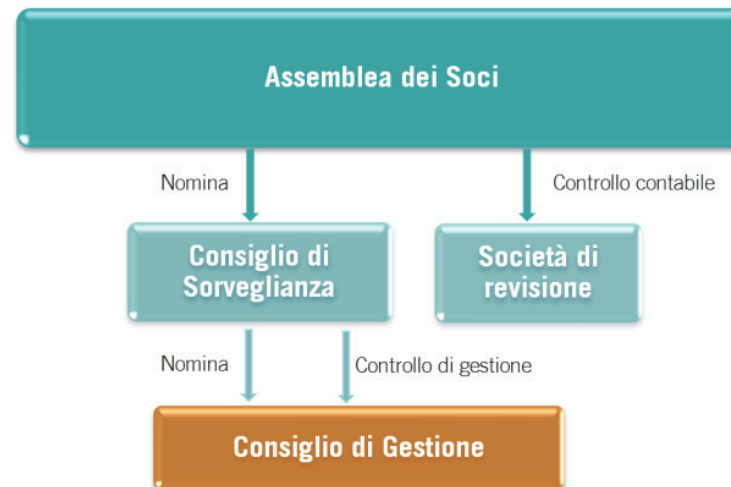 Assemblea dei Soci
Nomina
Controllo contabile
Consiglio di
Sorveglianza
Società di
revisione
Nomina
Controllo di gestione
Consiglio di Gestione